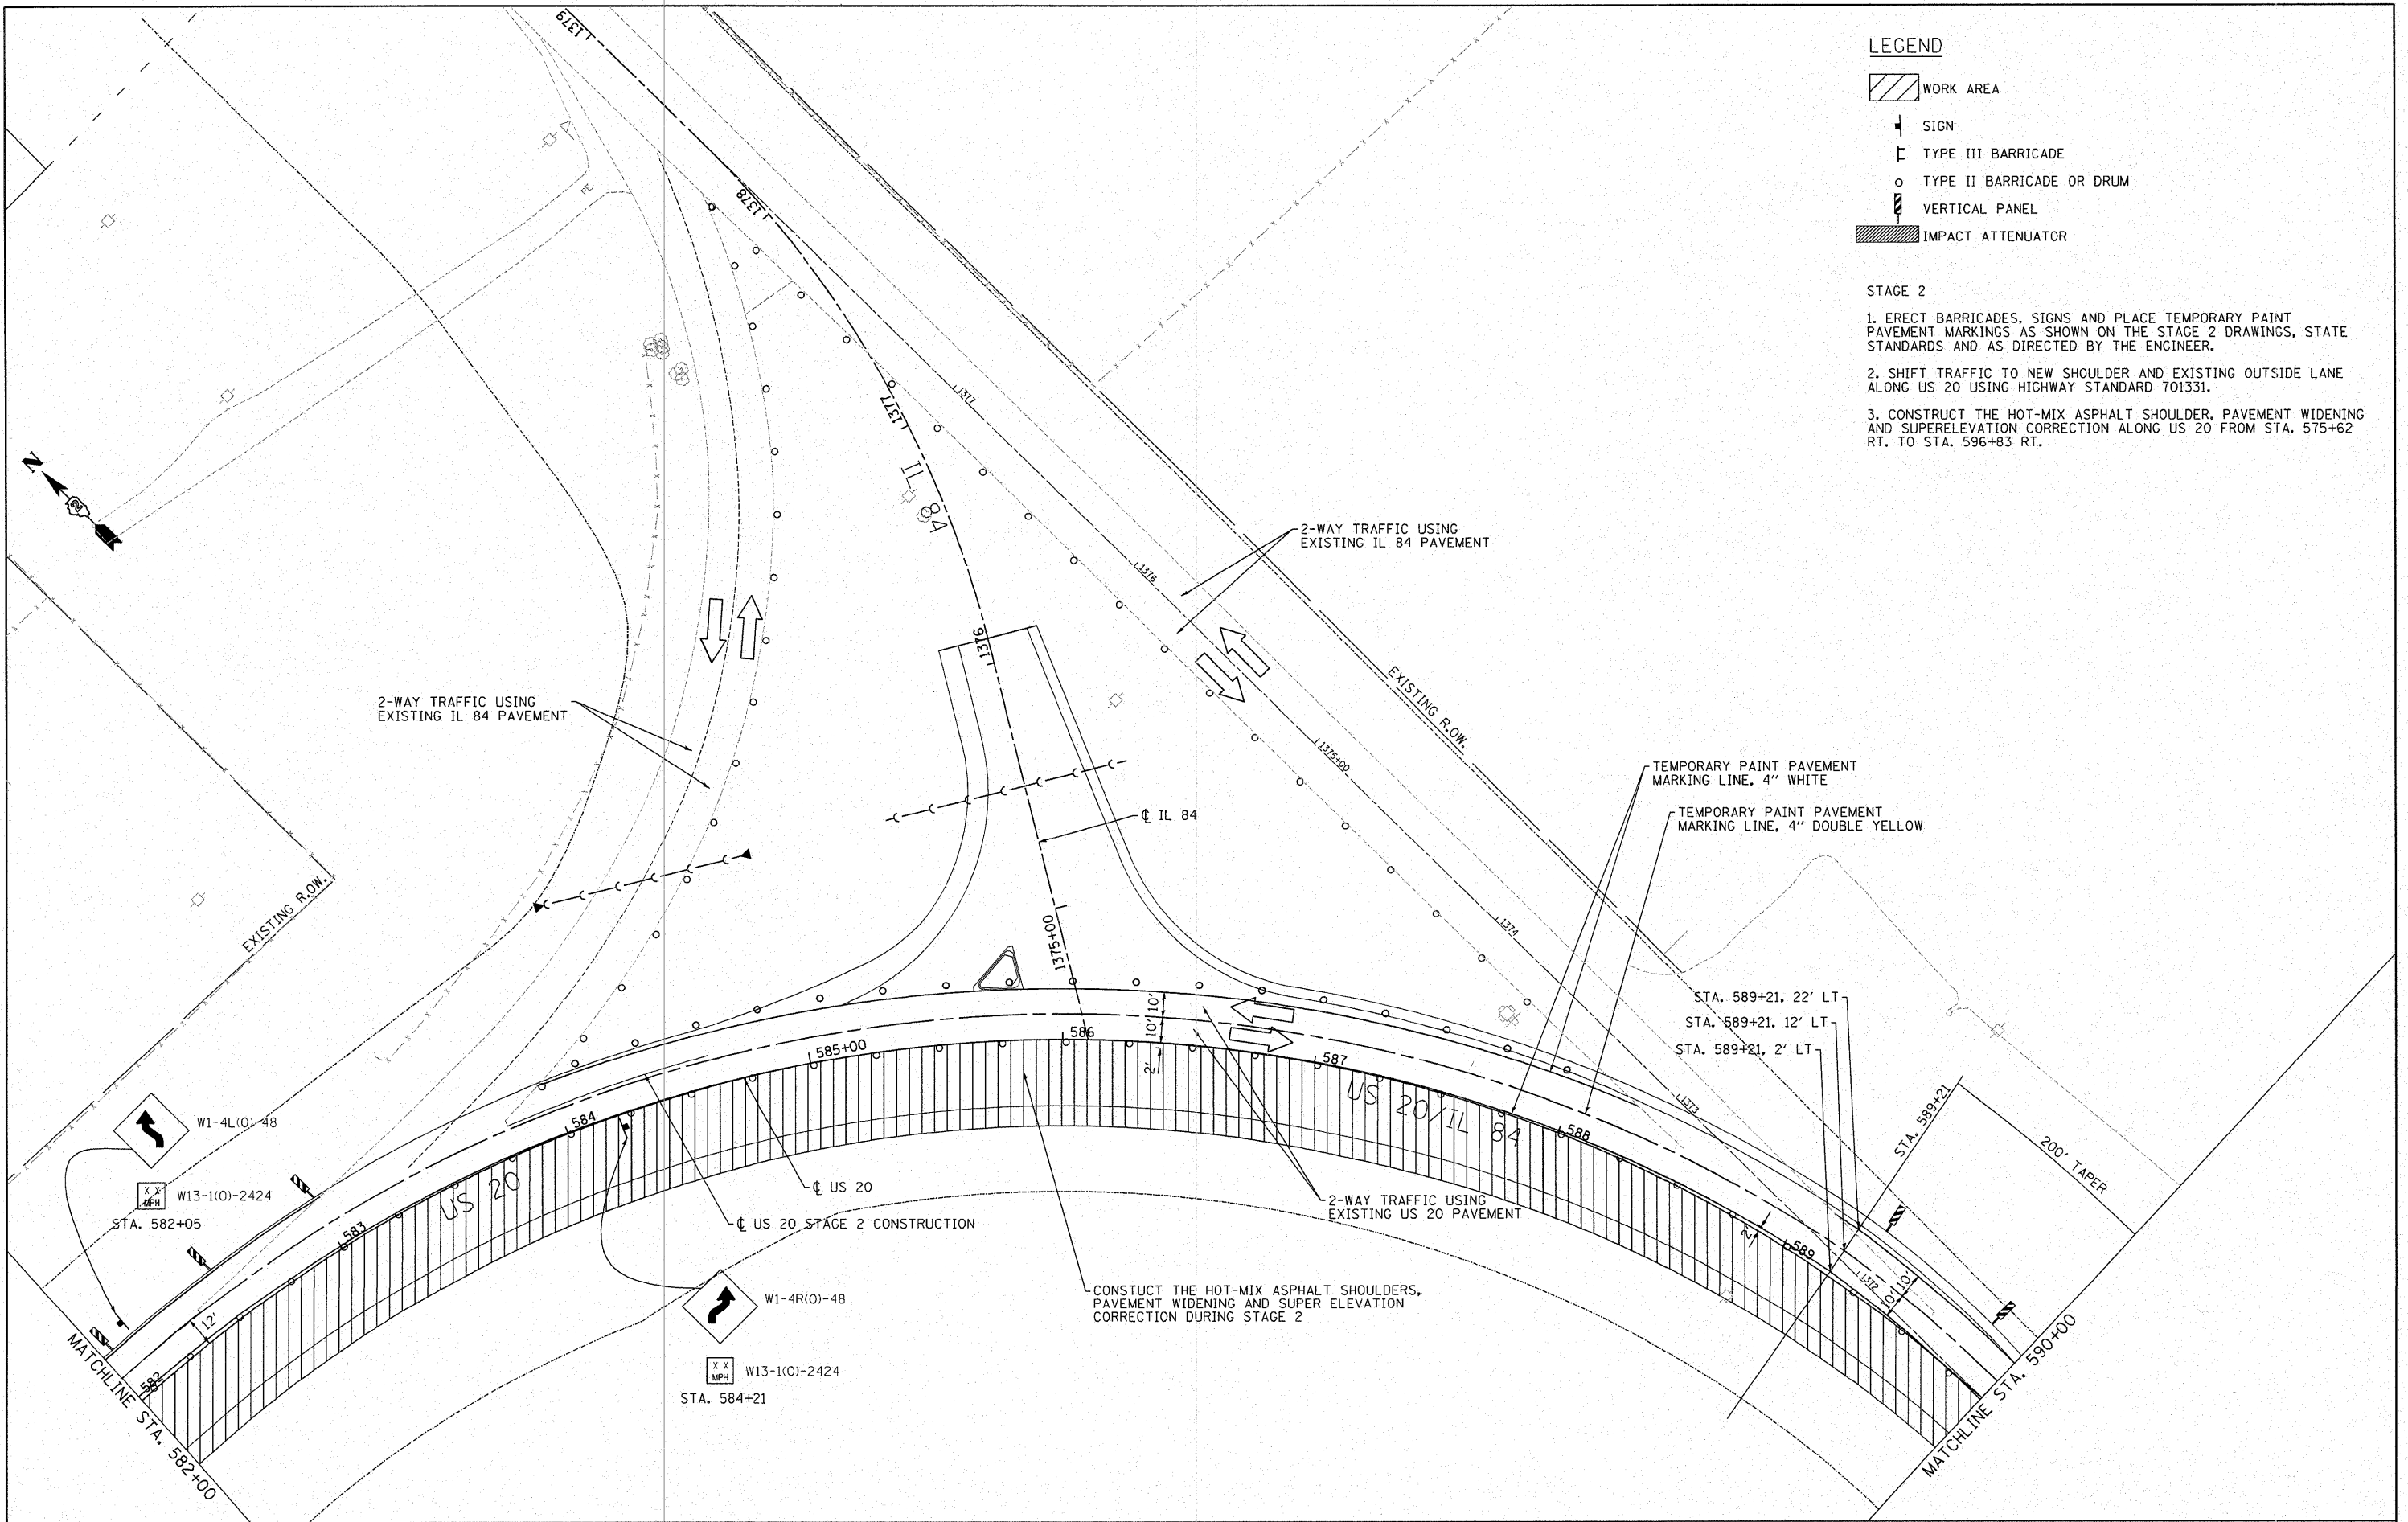 LEGEND
WORK AREA
SIGN
TYPE III BARRICADE
TYPE II BARRICADE OR DRUM
VERTICAL PANEL
IMPACT ATTENUATOR
STAGE 2
1. ERECT BARRICADES, SIGNS AND PLACE TEMPORARY PAINT
PAVEMENT MARKINGS AS SHOWN ON THE STAGE 2 DRAWINGS, STATE
STANDARDS AND AS DIRECTED BY THE ENGINEER.
2. SHIFT TRAFFIC TO NEW SHOULDER AND EXISTING OUTSIDE LANE
ALONG US 20 USING HIGHWAY STANDARD 701331.
3. CONSTRUCT THE HOT-MIX ASPHALT SHOULDER, PAVEMENT WIDENING
AND SUPERELEVATION CORRECTION ALONG US 20 FROM STA. 575+62
RT. TO STA. 596+83 RT.
1379
1378
PE
1377
1377
IL 84
N
2-WAY TRAFFIC USING
EXISTING IL 84 PAVEMENT
1376
1376
EXISTING R.O.W.
2-WAY TRAFFIC USING
EXISTING IL 84 PAVEMENT
1375+00
TEMPORARY PAINT PAVEMENT
MARKING LINE, 4" WHITE
TEMPORARY PAINT PAVEMENT
MARKING LINE, 4" DOUBLE YELLOW
℄ IL 84
EXISTING R.O.W.
1375+00
1374
STA. 589+21, 22' LT
STA. 589+21, 12' LT
STA. 589+21, 2' LT
10'
10'
2'
586
585+00
587
584
588
583
589
582
US 20/IL 84
1373
STA. 589+21
200' TAPER
W1-4L(O)-48
X X
MPH
W13-1(O)-2424
STA. 582+05
US 20
℄ US 20
℄ US 20 STAGE 2 CONSTRUCTION
2-WAY TRAFFIC USING
EXISTING US 20 PAVEMENT
2'
1372
10'
10'
12'
W1-4R(O)-48
X X
MPH
W13-1(O)-2424
STA. 584+21
CONSTUCT THE HOT-MIX ASPHALT SHOULDERS,
PAVEMENT WIDENING AND SUPER ELEVATION
CORRECTION DURING STAGE 2
MATCHLINE STA. 582+00
MATCHLINE STA. 590+00